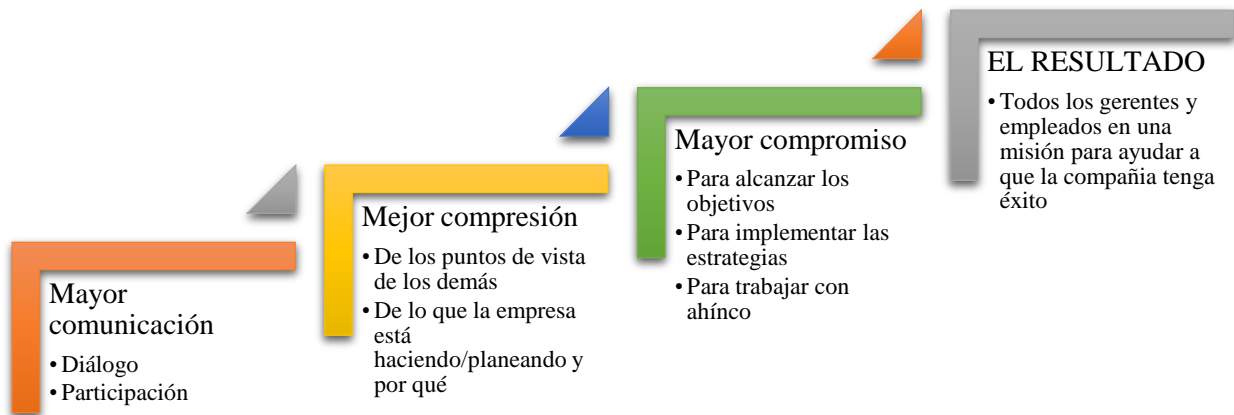 Mayor
comunicación
• Diálogo
• Participación
Mejor compresión
• De los puntos de vista
de los demás
• De lo que la empresa
está
haciendo/planeando y
por qué
Mayor compromiso
• Para alcanzar los
objetivos
• Para implementar las
estrategias
• Para trabajar con
ahínco
EL RESULTADO
• Todos los gerentes y
empleados en una
misión para ayudar a
que la compañia tenga
éxito